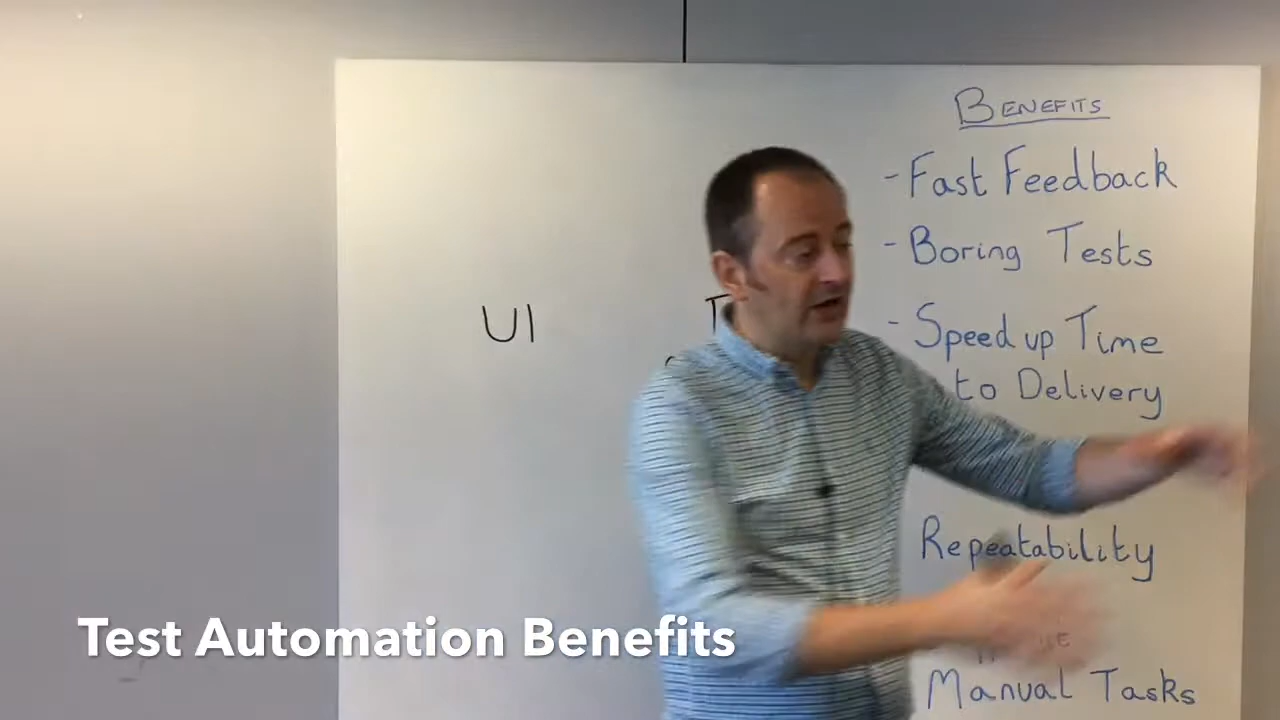 BENEFITS
- Fast Feedback
- Boring Tests
- Speed up Time
to Delivery
UI
Repeatability
Manual Tasks
Test Automation Benefits